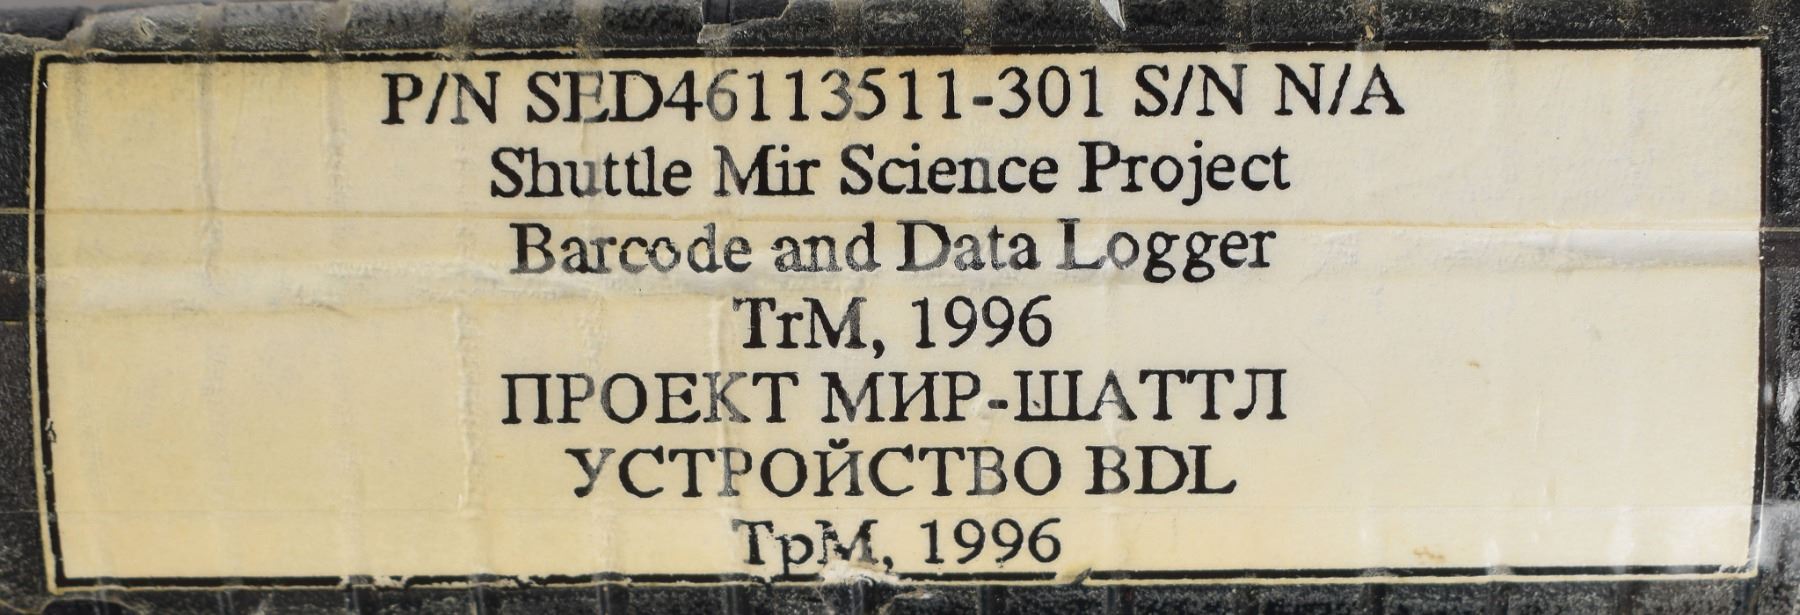 P/N SED46113511-301 S/N N/A
Shuttle Mir Science Project
Barcode and Data Logger
TrM, 1996
ПРОЕКТ МИР-ШАТТЛ
УСТРОЙСТВО BDL
ТрМ, 1996